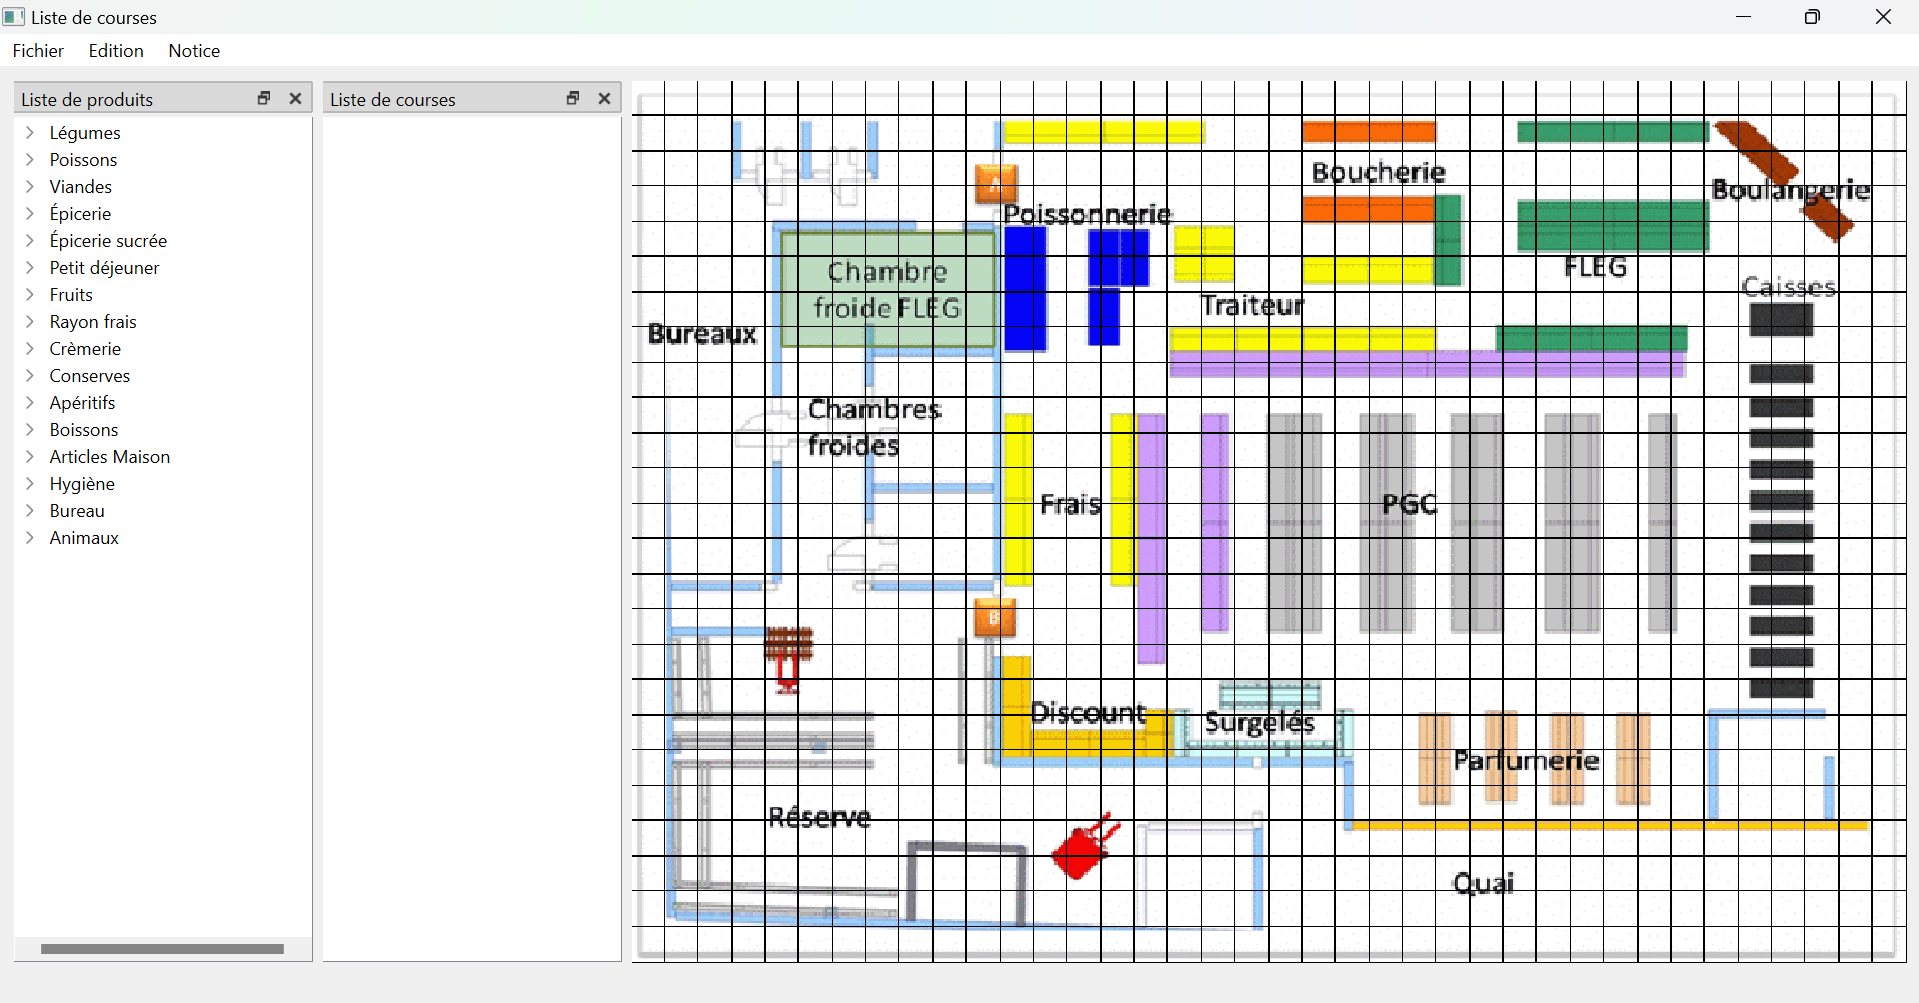 Liste de courses
Fichier Edition Notice
Liste de produits
Légumes
Poissons
Viandes
Épicerie
Épicerie sucrée
Petit déjeuner
Fruits
Rayon frais
Crèmerie
Conserves
Apéritifs
Boissons
Articles Maison
Hygiène
Bureau
Animaux
Liste de courses
A
Boucherie
Boulangerie
Poissonnerie
Chambre
froide FLEG
FLEG
Caisses
Traiteur
Bureaux
Chambres
froides
Frais
PGC
B
Discount
Surgelés
Parfumerie
Réserve
Quai